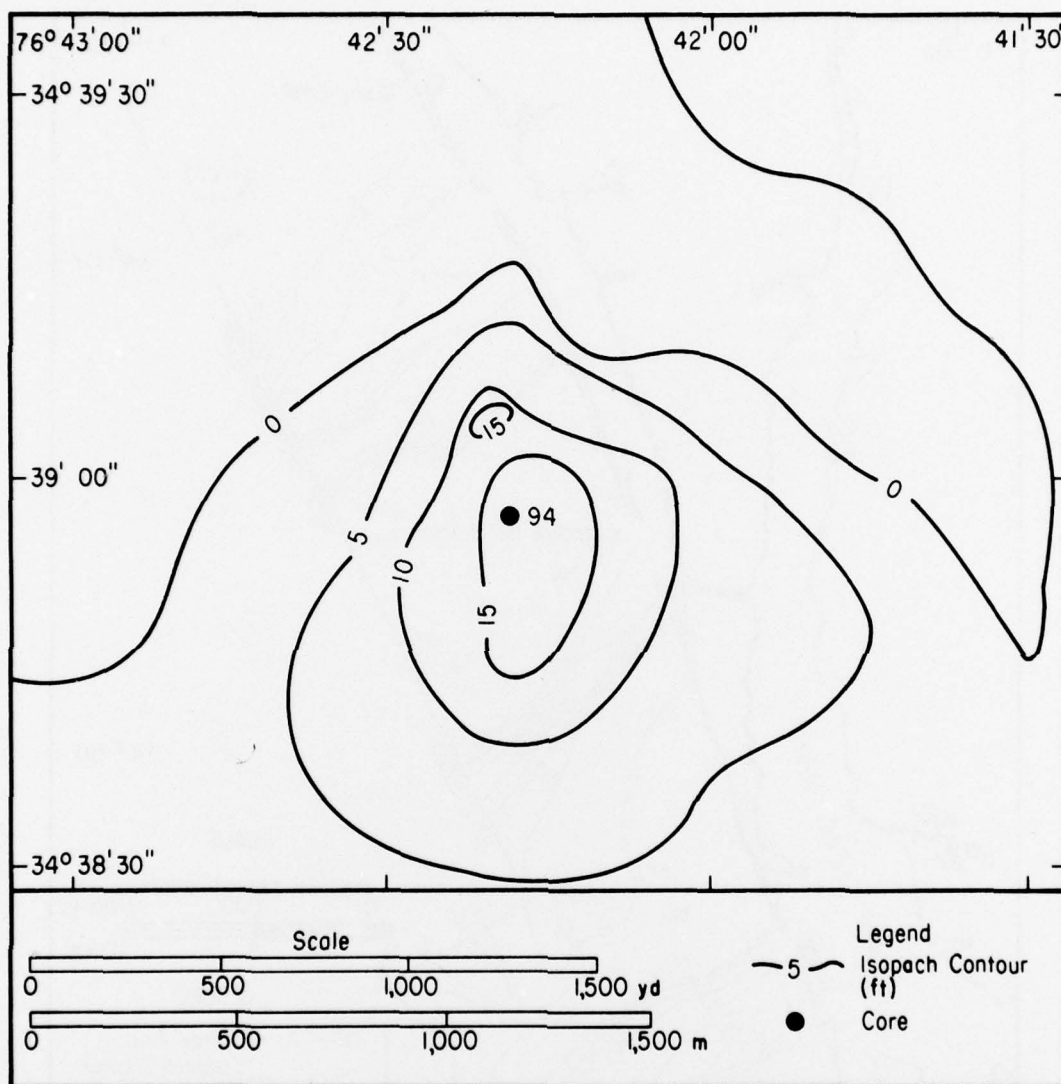 76° 43' 00" 42' 30" 42' 00" 41' 30"
34° 39' 30"
0
15
39' 00"
0
94
5
10
15
34° 38' 30"
Scale
0 500 1,000 1,500 yd
0 500 1,000 1,500 m
Legend
5 Isopach Contour
(ft)
Core